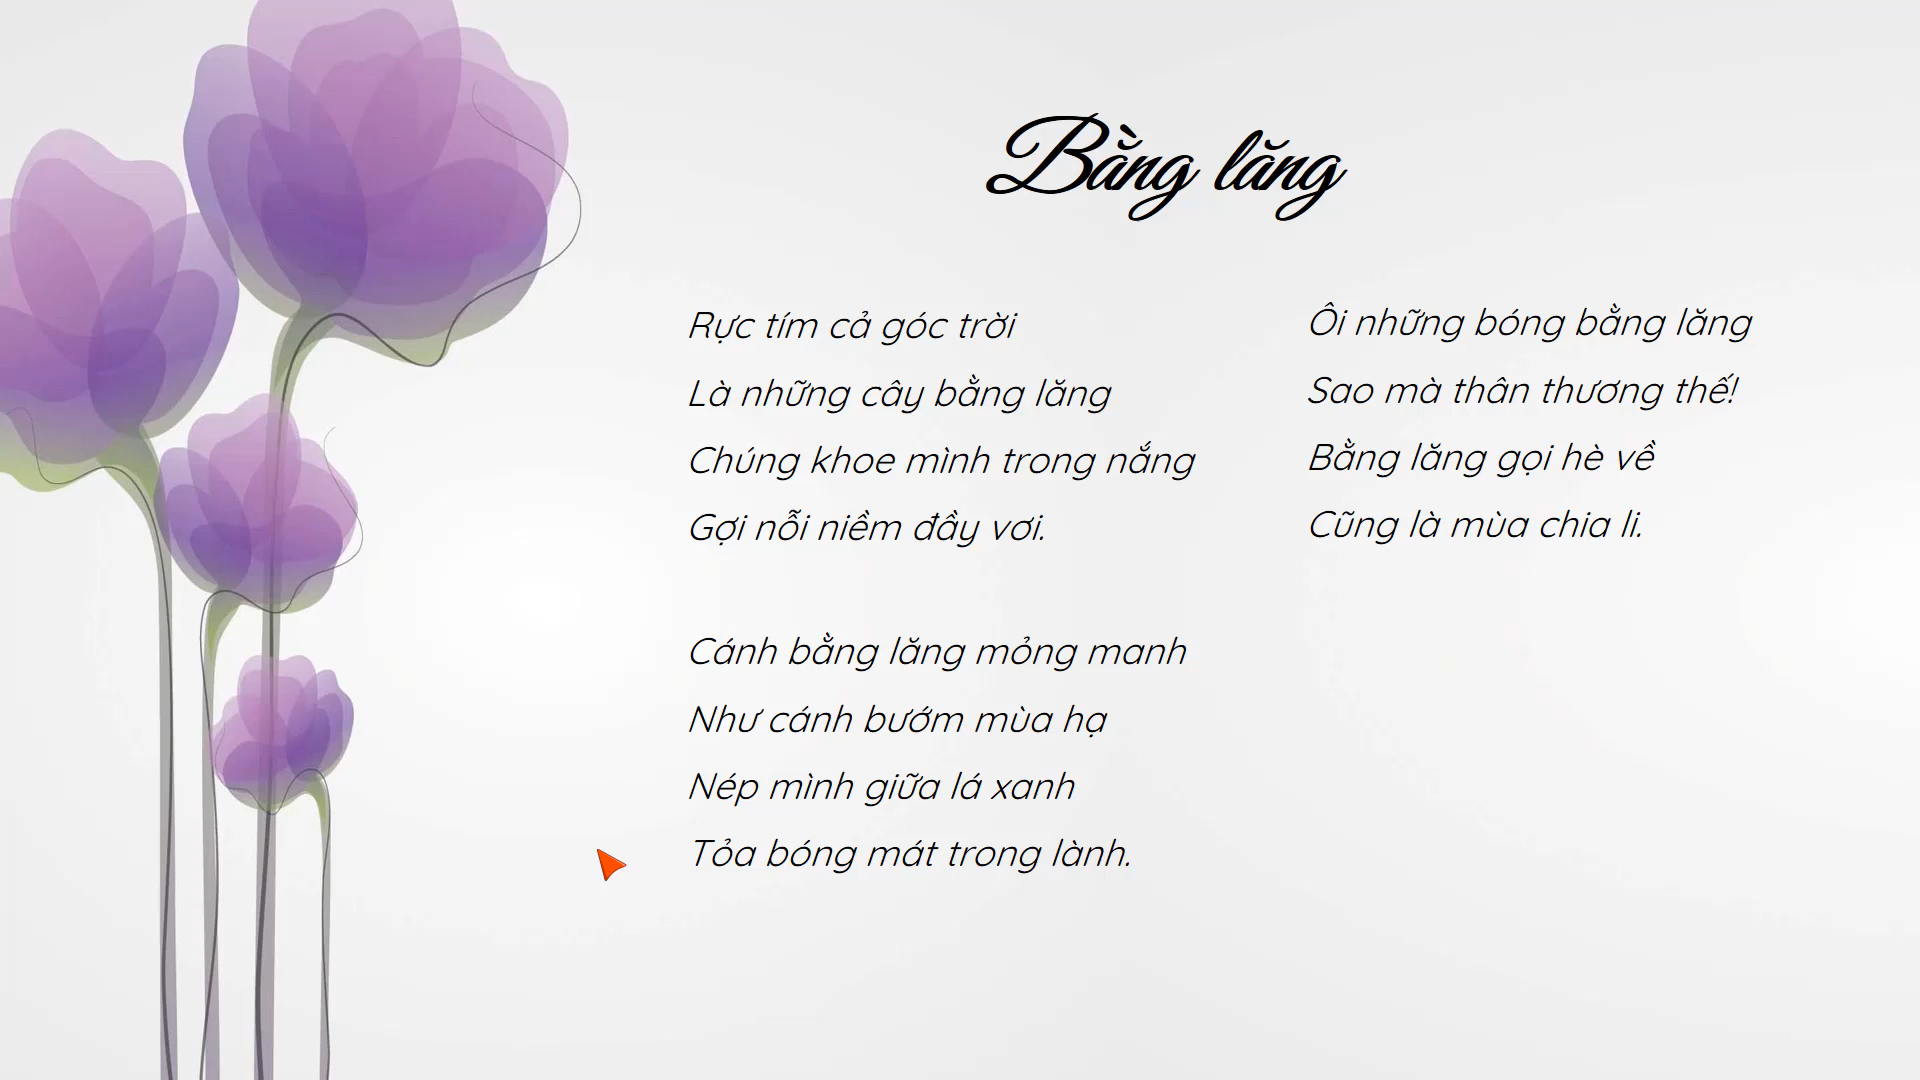 Bằng lăng
Rực tím cả góc trời
Là những cây bằng lăng
Chúng khoe mình trong nắng
Gợi nỗi niềm đầy vơi.
Cánh bằng lăng mỏng manh
Như cánh bướm mùa hạ
Nép mình giữa lá xanh
Tỏa bóng mát trong lành.
Ôi những bóng bằng lăng
Sao mà thân thương thế!
Bằng lăng gọi hè về
Cũng là mùa chia li.